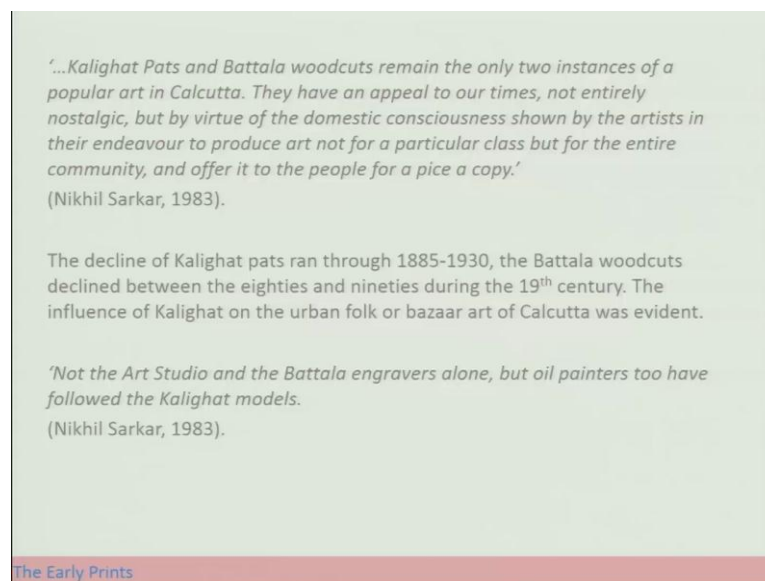 ‘…Kalighat Pats and Battala woodcuts remain the only two instances of a
popular art in Calcutta. They have an appeal to our times, not entirely
nostalgic, but by virtue of the domestic consciousness shown by the artists in
their endeavour to produce art not for a particular class but for the entire
community, and offer it to the people for a pice a copy.’
(Nikhil Sarkar, 1983).
The decline of Kalighat pats ran through 1885-1930, the Battala woodcuts
declined between the eighties and nineties during the 19th century. The
influence of Kalighat on the urban folk or bazaar art of Calcutta was evident.
‘Not the Art Studio and the Battala engravers alone, but oil painters too have
followed the Kalighat models.
(Nikhil Sarkar, 1983).
The Early Prints